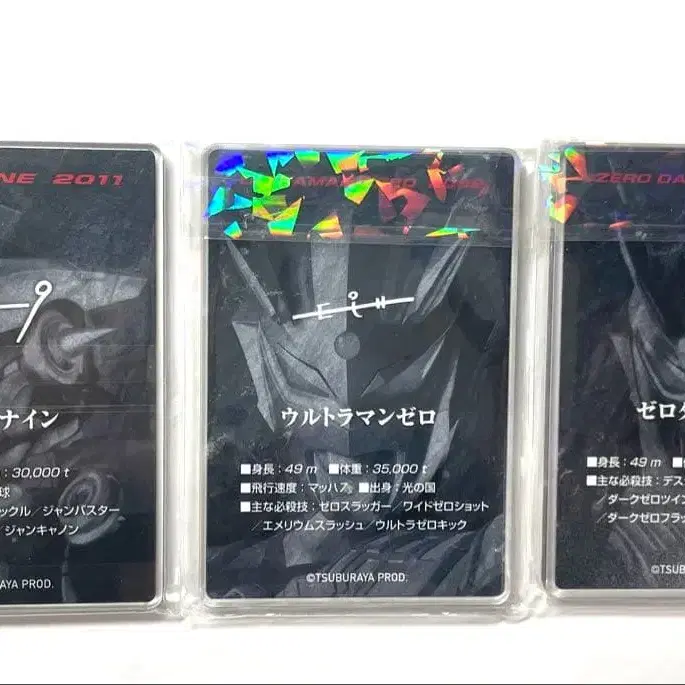 NE 2011
ナイン
：30,000 t
球
ックル／ジャンバスター
ジャンキャノン
AYA PROD.
ウルトラマンゼロ
■身長：49 m ■体重：35,000 t
■飛行速度：マッハ7 ■出身：光の国
■主な必殺技：ゼロスラッガー／ワイドゼロショット
／エメリウムスラッシュ／ウルトラゼロキック
©TSUBURAYA PROD.
ZERO DA
ゼロダ
■身長：49 m
■主な必殺技：デス
／ダークゼロツイン
／ダークゼロフラッ
©TSUBURAYA